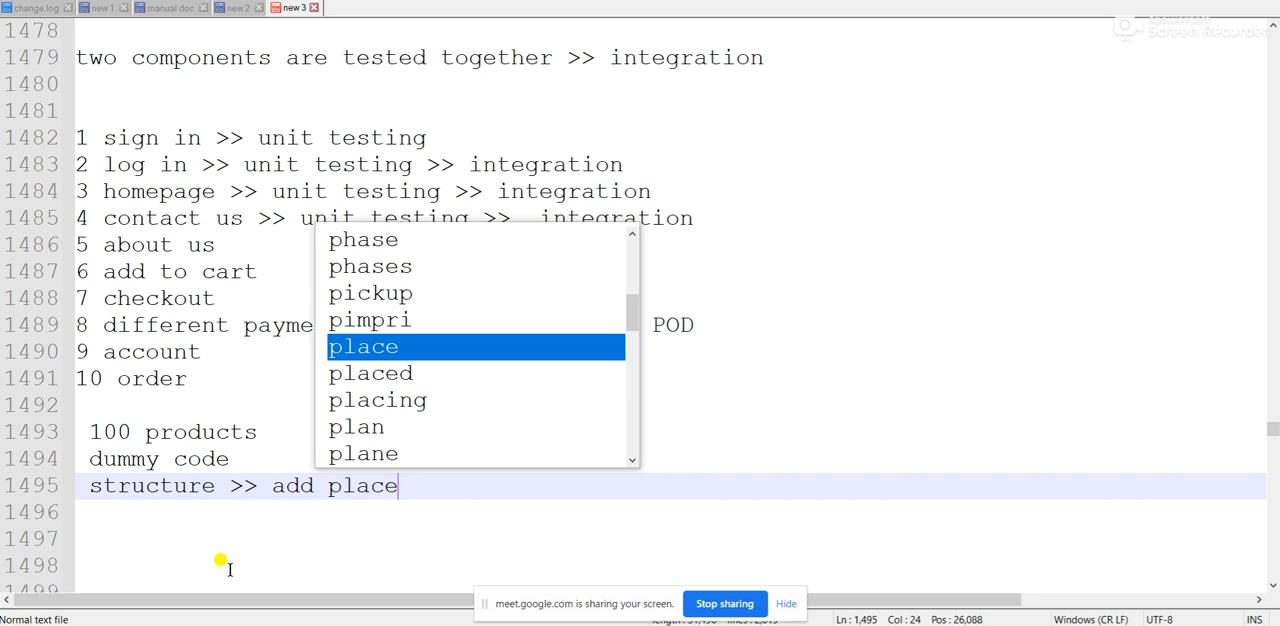 change.log new 1 manual doc new 2 new 3
Screen Recorder
1478
1479 two components are tested together >> integration
1480
1481
1482 1 sign in >> unit testing
1483 2 log in >> unit testing >> integration
1484 3 homepage >> unit testing >> integration
1485 4 contact us >> unit testing >> integration
1486 5 about us
1487 6 add to cart
1488 7 checkout
1489 8 different payme POD
1490 9 account
1491 10 order
1492
1493 100 products
1494 dummy code
1495 structure >> add place
1496
1497
1498
1499
phase
phases
pickup
pimpri
place
placed
placing
plan
plane
meet.google.com is sharing your screen. Stop sharing Hide
Normal text file Ln : 1,495 Col : 24 Pos : 26,088 Windows (CR LF) UTF-8 INS